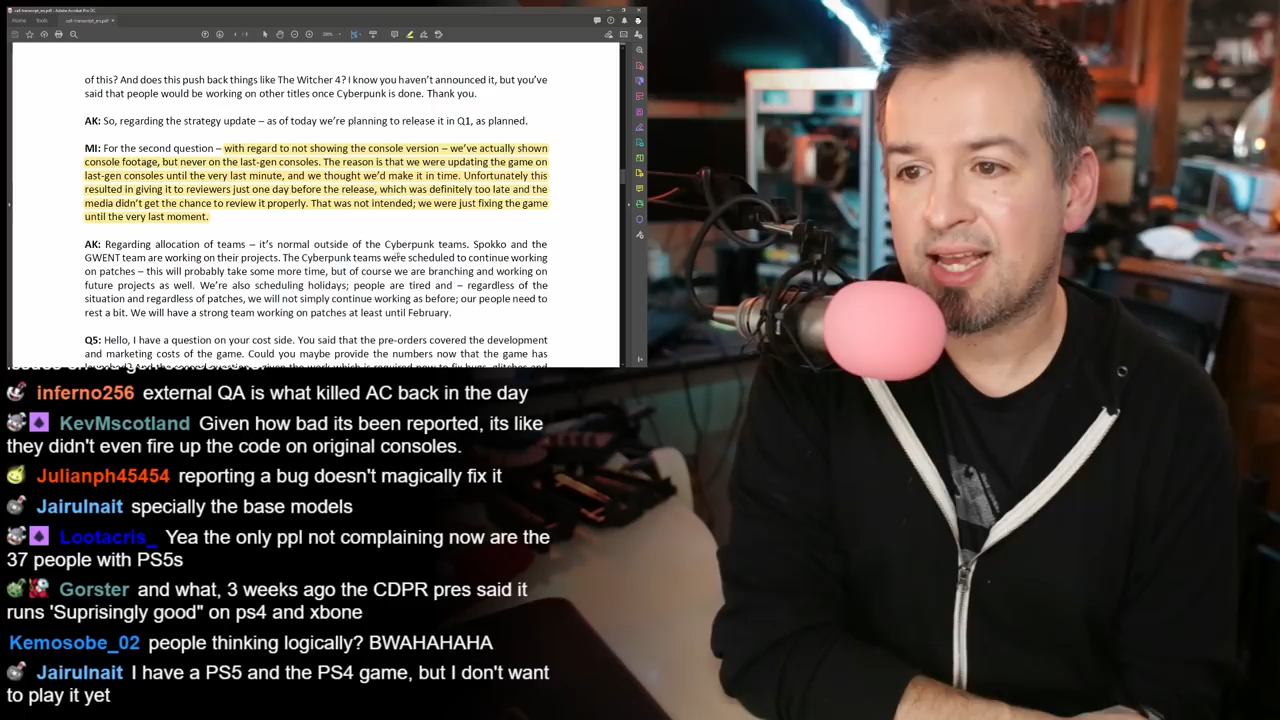 call-transcript_en.pdf - Adobe Acrobat Pro DC
Home Tools call-transcript_en.pdf
of this? And does this push back things like The Witcher 4? I know you haven't announced it, but you've
said that people would be working on other titles once Cyberpunk is done. Thank you.
AK: So, regarding the strategy update – as of today we're planning to release it in Q1, as planned.
MI: For the second question – with regard to not showing the console version – we've actually shown
console footage, but never on the last-gen consoles. The reason is that we were updating the game on
last-gen consoles until the very last minute, and we thought we'd make it in time. Unfortunately this
resulted in giving it to reviewers just one day before the release, which was definitely too late and the
media didn't get the chance to review it properly. That was not intended; we were just fixing the game
until the very last moment.
AK: Regarding allocation of teams – it's normal outside of the Cyberpunk teams. Spokko and the
GWENT team are working on their projects. The Cyberpunk teams were scheduled to continue working
on patches – this will probably take some more time, but of course we are branching and working on
future projects as well. We're also scheduling holidays; people are tired and – regardless of the
situation and regardless of patches, we will not simply continue working as before; our people need to
rest a bit. We will have a strong team working on patches at least until February.
Q5: Hello, I have a question on your cost side. You said that the pre-orders covered the development
and marketing costs of the game. Could you maybe provide the numbers now that the game has
inferno256 external QA is what killed AC back in the day
KevMscotland Given how bad its been reported, its like
they didn't even fire up the code on original consoles.
Julianph45454 reporting a bug doesn't magically fix it
JairuInait specially the base models
Lootacris_ Yea the only ppl not complaining now are the
37 people with PS5s
Gorster and what, 3 weeks ago the CDPR pres said it
runs 'Suprisingly good" on ps4 and xbone
Kemosobe_02 people thinking logically? BWAHAHAHA
JairuInait I have a PS5 and the PS4 game, but I don't want
to play it yet